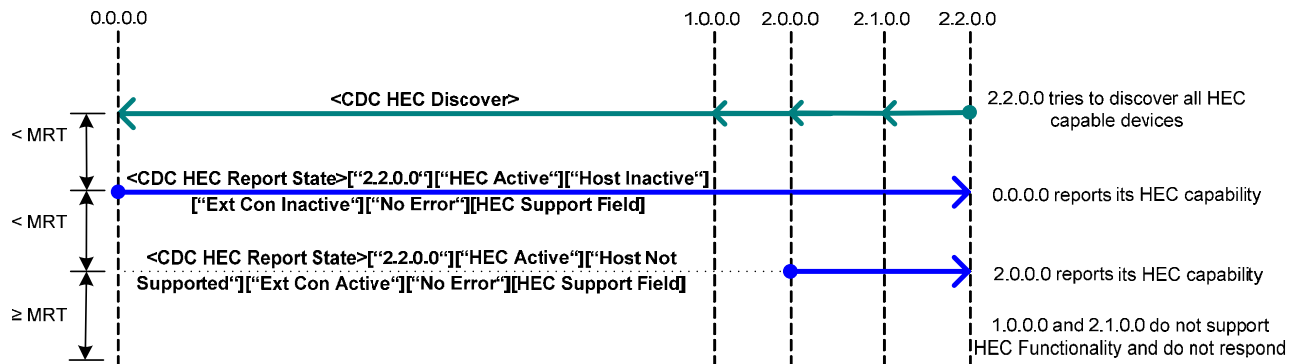 0.0.0.0 1.0.0.0 2.0.0.0 2.1.0.0 2.2.0.0
<CDC HEC Discover>
2.2.0.0 tries to discover all HEC
capable devices
< MRT
<CDC HEC Report State>[“2.2.0.0“][“HEC Active“][“Host Inactive“]
[“Ext Con Inactive“][“No Error“][HEC Support Field]
0.0.0.0 reports its HEC capability
< MRT
<CDC HEC Report State>[“2.2.0.0“][“HEC Active“][“Host Not
Supported“][“Ext Con Active“][“No Error“][HEC Support Field]
2.0.0.0 reports its HEC capability
≥ MRT
1.0.0.0 and 2.1.0.0 do not support
HEC Functionality and do not respond